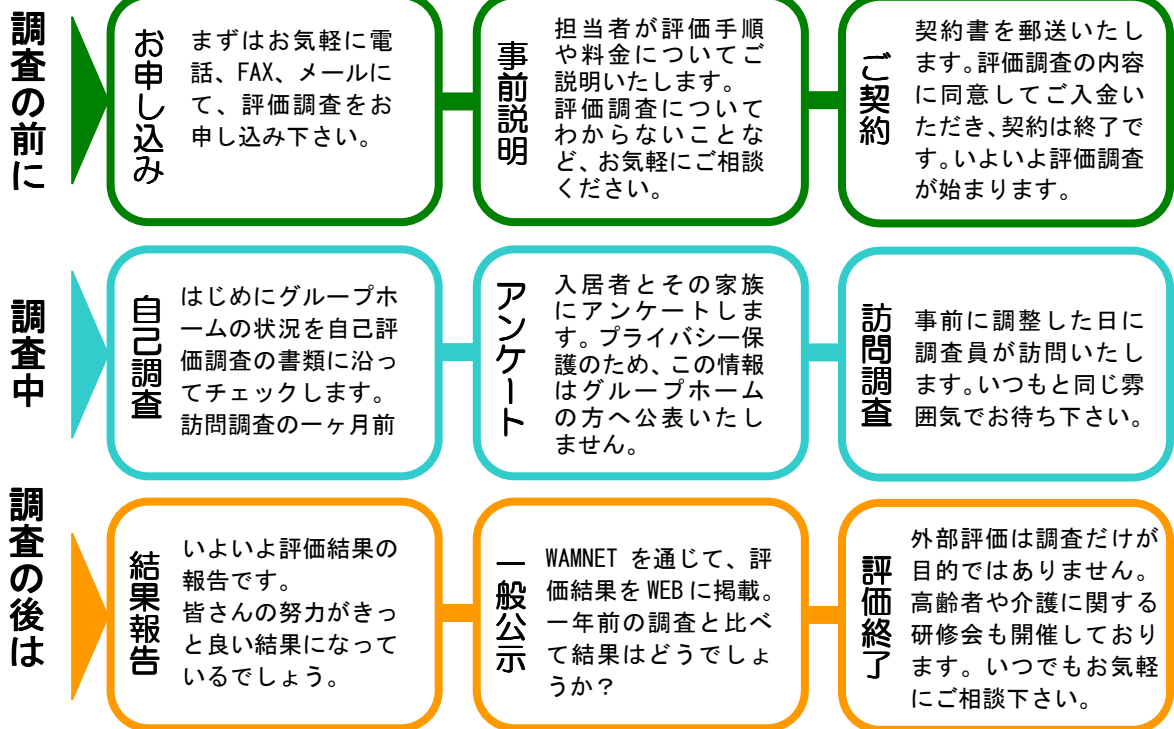 調査の前に
お申し込み
まずはお気軽に電
話、FAX、メールに
て、評価調査をお
申し込み下さい。
事前説明
担当者が評価手順
や料金についてご
説明いたします。
評価調査について
わからないことな
ど、お気軽にご相談
ください。
ご契約
契約書を郵送いたし
ます。評価調査の内容
に同意してご入金い
ただき、契約は終了で
す。いよいよ評価調査
が始まります。
調査中
自己調査
はじめにグループホ
ームの状況を自己評
価調査の書類に沿っ
てチェックします。
訪問調査の一ヶ月前
アンケート
入居者とその家族
にアンケートしま
す。プライバシー保
護のため、この情報
はグループホーム
の方へ公表いたし
ません。
訪問調査
事前に調整した日に
調査員が訪問いたし
ます。いつもと同じ雰
囲気でお待ち下さい。
調査の後は
結果報告
いよいよ評価結果の
報告です。
皆さんの努力がきっ
と良い結果になって
いるでしょう。
一般公示
WAMNET を通じて、評
価結果を WEB に掲載。
一年前の調査と比べ
て結果はどうでしょ
うか？
評価終了
外部評価は調査だけが
目的ではありません。
高齢者や介護に関する
研修会も開催しており
ます。いつでもお気軽
にご相談下さい。